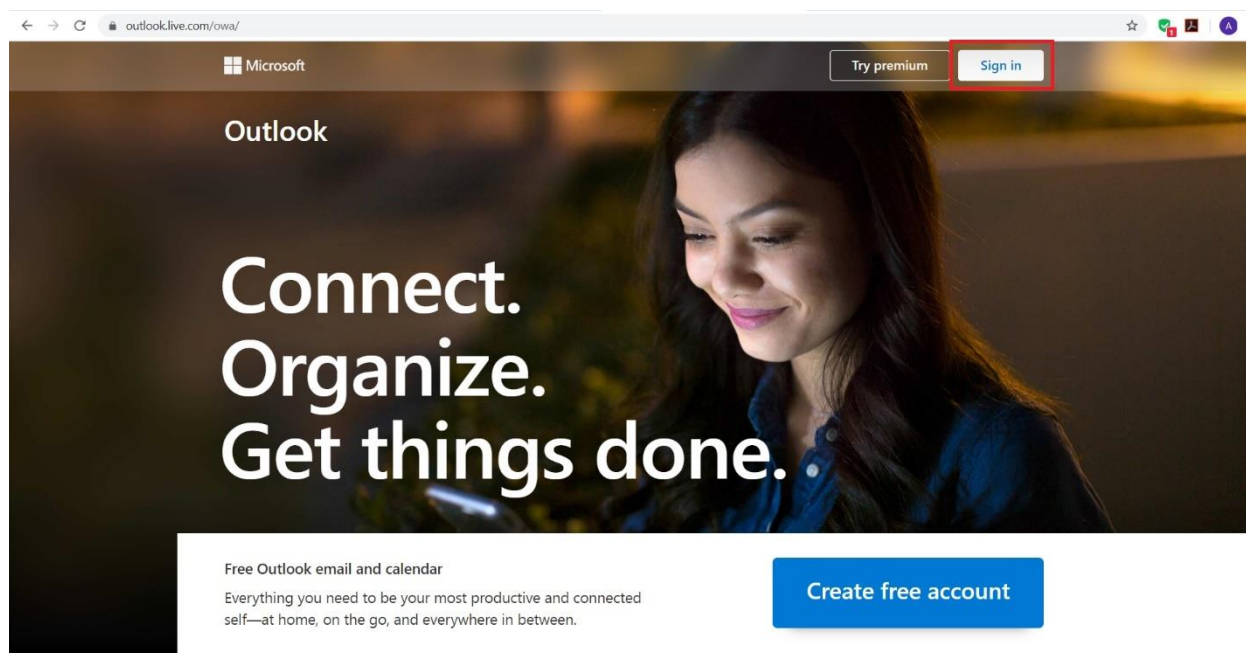 outlook.live.com/owa/
1
A
Microsoft
Try premium
Sign in
Outlook
Connect.
Organize.
Get things done.
Free Outlook email and calendar
Everything you need to be your most productive and connected
self—at home, on the go, and everywhere in between.
Create free account